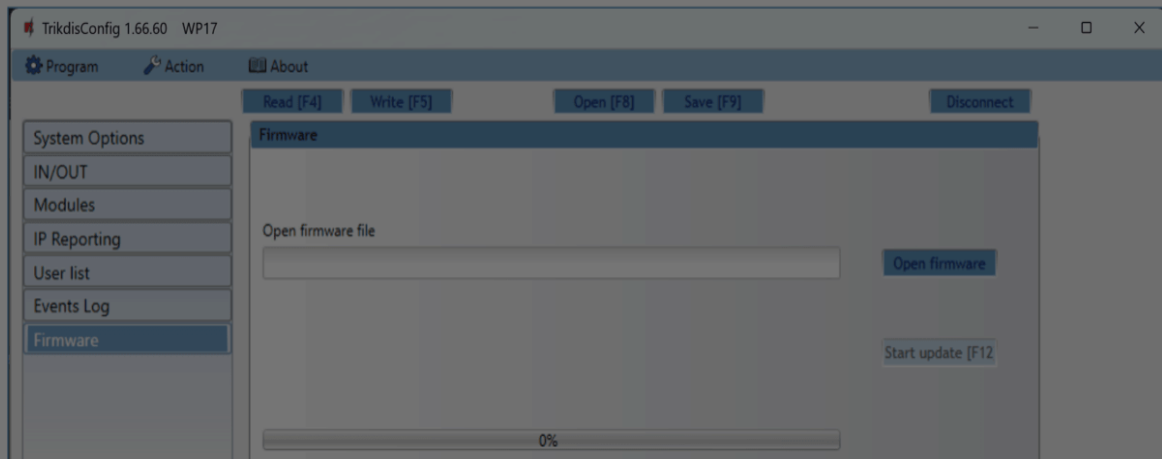 TrikdisConfig 1.66.60 WP17
Program Action About
Read [F4] Write [F5] Open [F8] Save [F9] Disconnect
System Options
IN/OUT
Modules
IP Reporting
User list
Events Log
Firmware
Firmware
Open firmware file
Open firmware
Start update [F12
0%